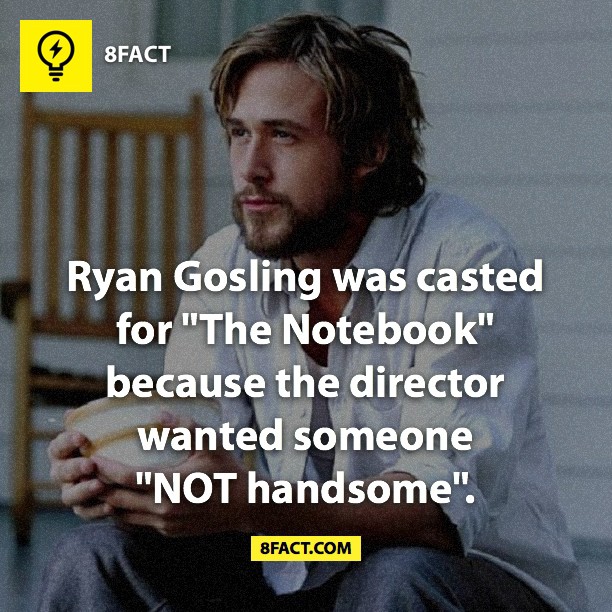 8FACT
Ryan Gosling was casted
for "The Notebook"
because the director
wanted someone
"NOT handsome".
8FACT.COM